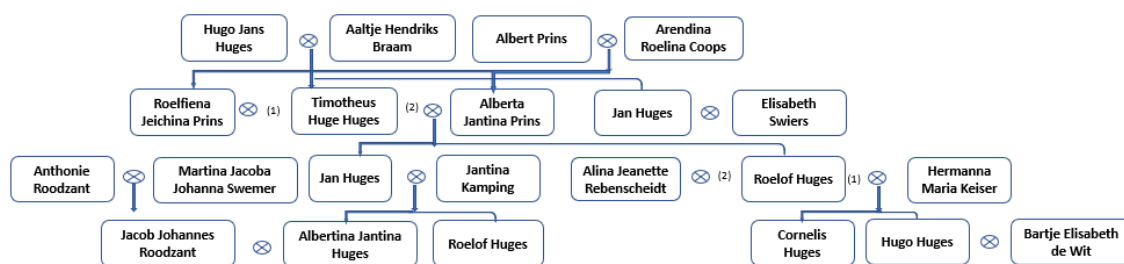 Hugo Jans
Huges
Aaltje Hendriks
Braam
Albert Prins
Arendina
Roelina Coops
Roelfiena
Jeichina Prins
(1)
Timotheus
Huge Huges
(2)
Alberta
Jantina Prins
Jan Huges
Elisabeth
Swiers
Anthonie
Roodzant
Martina Jacoba
Johanna Swemer
Jan Huges
Jantina
Kamping
Alina Jeanette
Rebenscheidt
(2)
Roelof Huges
(1)
Hermanna
Maria Keiser
Jacob Johannes
Roodzant
Albertina Jantina
Huges
Roelof Huges
Cornelis
Huges
Hugo Huges
Bartje Elisabeth
de Wit